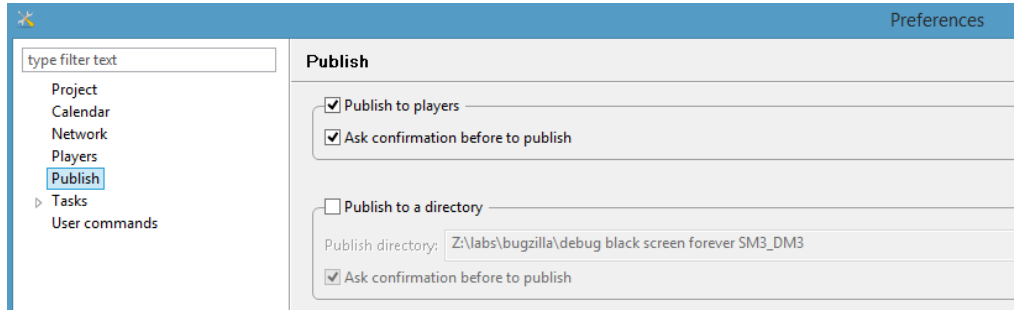 Preferences
type filter text
Project
Calendar
Network
Players
Publish
Tasks
User commands
Publish
Publish to players
Ask confirmation before to publish
Publish to a directory
Publish directory: Z:\labs\bugzilla\debug black screen forever SM3_DM3
Ask confirmation before to publish